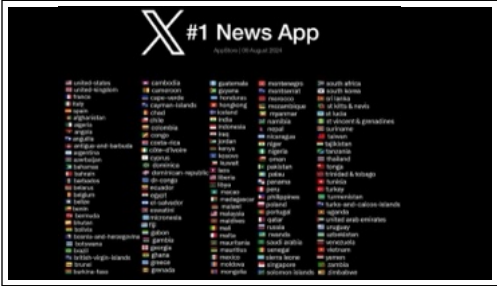 X #1 News App
AppStore | 06 August 2024
united-states
united-kingdom
france
italy
spain
afghanistan
algeria
angola
anguilla
antigue-and-barbuda
argentina
azerbaijan
bahamas
bahrain
barbados
belarus
belgium
belize
benin
bermuda
bhutan
bolivia
bosnia-and-herzegovina
botswana
brazil
british-virgin-islands
brunei
burkina-faso
cambodia
cameroon
cape-verde
cayman-islands
chad
chile
colombia
congo
costa-rica
côte-d'ivoire
cyprus
dominica
dominican-republic
dr-congo
ecuador
egypt
el-salvador
eswatini
micronesia
fiji
gabon
gambia
georgia
ghana
greece
grenada
guatemala
guyana
honduras
hongkong
iceland
india
indonesia
iraq
jordan
kenya
kosovo
kuwait
laos
liberia
libya
macao
madagascar
malawi
malaysia
maldives
mali
malta
mauritania
mauritius
mexico
moldova
mongolia
montenegro
montserrat
morocco
mozambique
myanmar
namibia
nepal
nicaragua
niger
nigeria
oman
pakistan
palau
panama
peru
philippines
poland
portugal
qatar
russia
rwanda
saudi arabia
senegal
sierra leone
singapore
solomon islands
south africa
south korea
sri lanka
st kitts & nevis
st lucia
st vincent & grenadines
suriname
taiwan
tajikistan
tanzania
thailand
tonga
trinidad & tobago
tunisia
turkey
turkmenistan
turks-and-caicos-islands
uganda
united arab emirates
uruguay
uzbekistan
venezuela
vietnam
yemen
zambia
zimbabwe